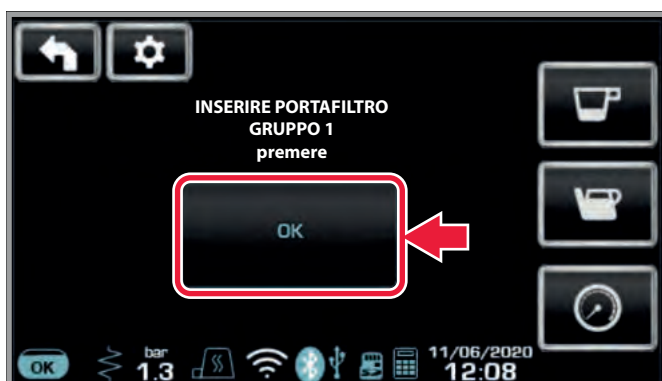 INSERIRE PORTAFILTRO
GRUPPO 1
premere
OK
OK
bar
1.3
11/06/2020
12:08